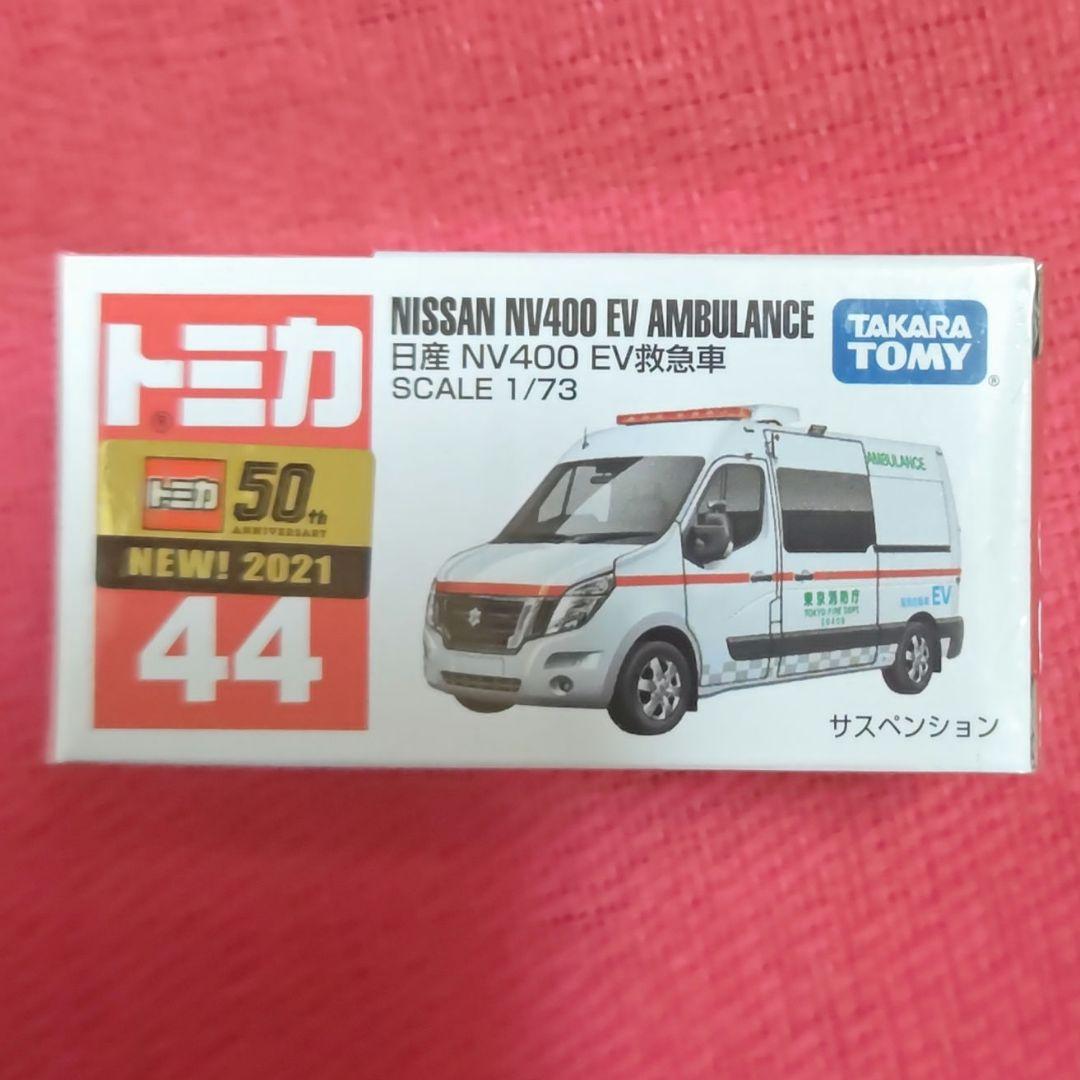 トミカ
®
トミカ 50th
ANNIVERSARY
NEW! 2021
44
NISSAN NV400 EV AMBULANCE
日産 NV400 EV救急車
SCALE 1/73
TAKARA
TOMY
®
AMBULANCE
東京消防庁
TOKYO FIRE DEPT.
EV
サスペンション